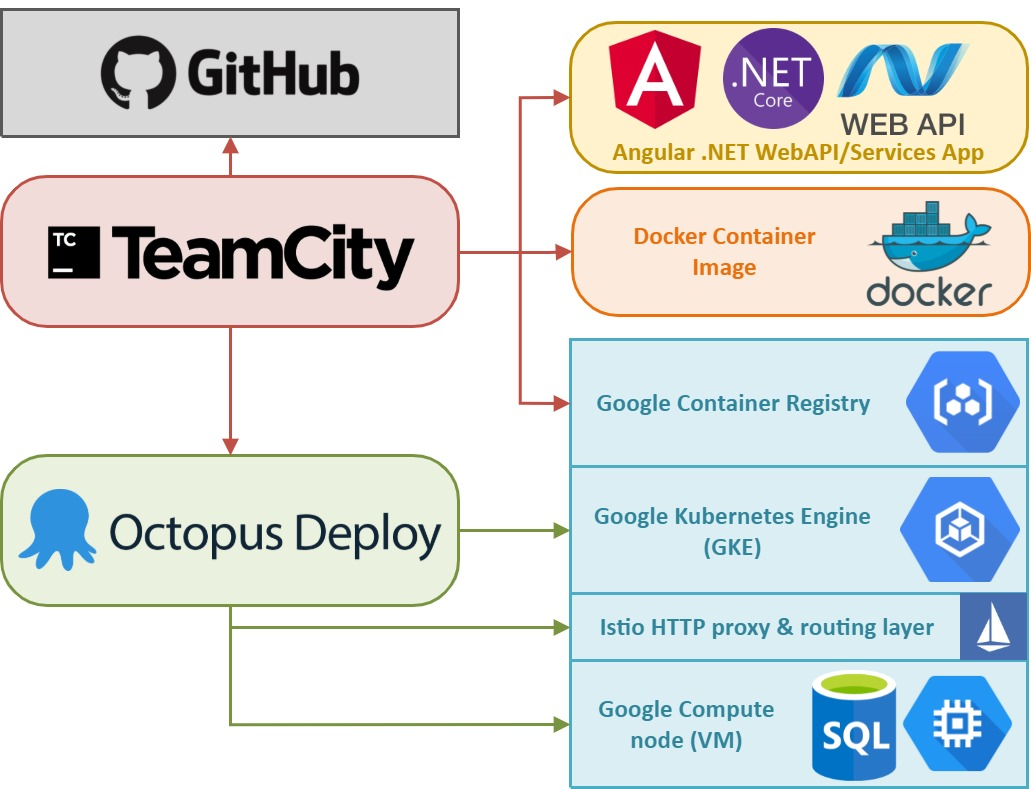 GitHub
.NET
Core
WEB API
Angular .NET WebAPI/Services App
TC
TeamCity
Docker Container
Image
docker
Google Container Registry
Octopus Deploy
Google Kubernetes Engine
(GKE)
Istio HTTP proxy & routing layer
Google Compute
node (VM)
SQL